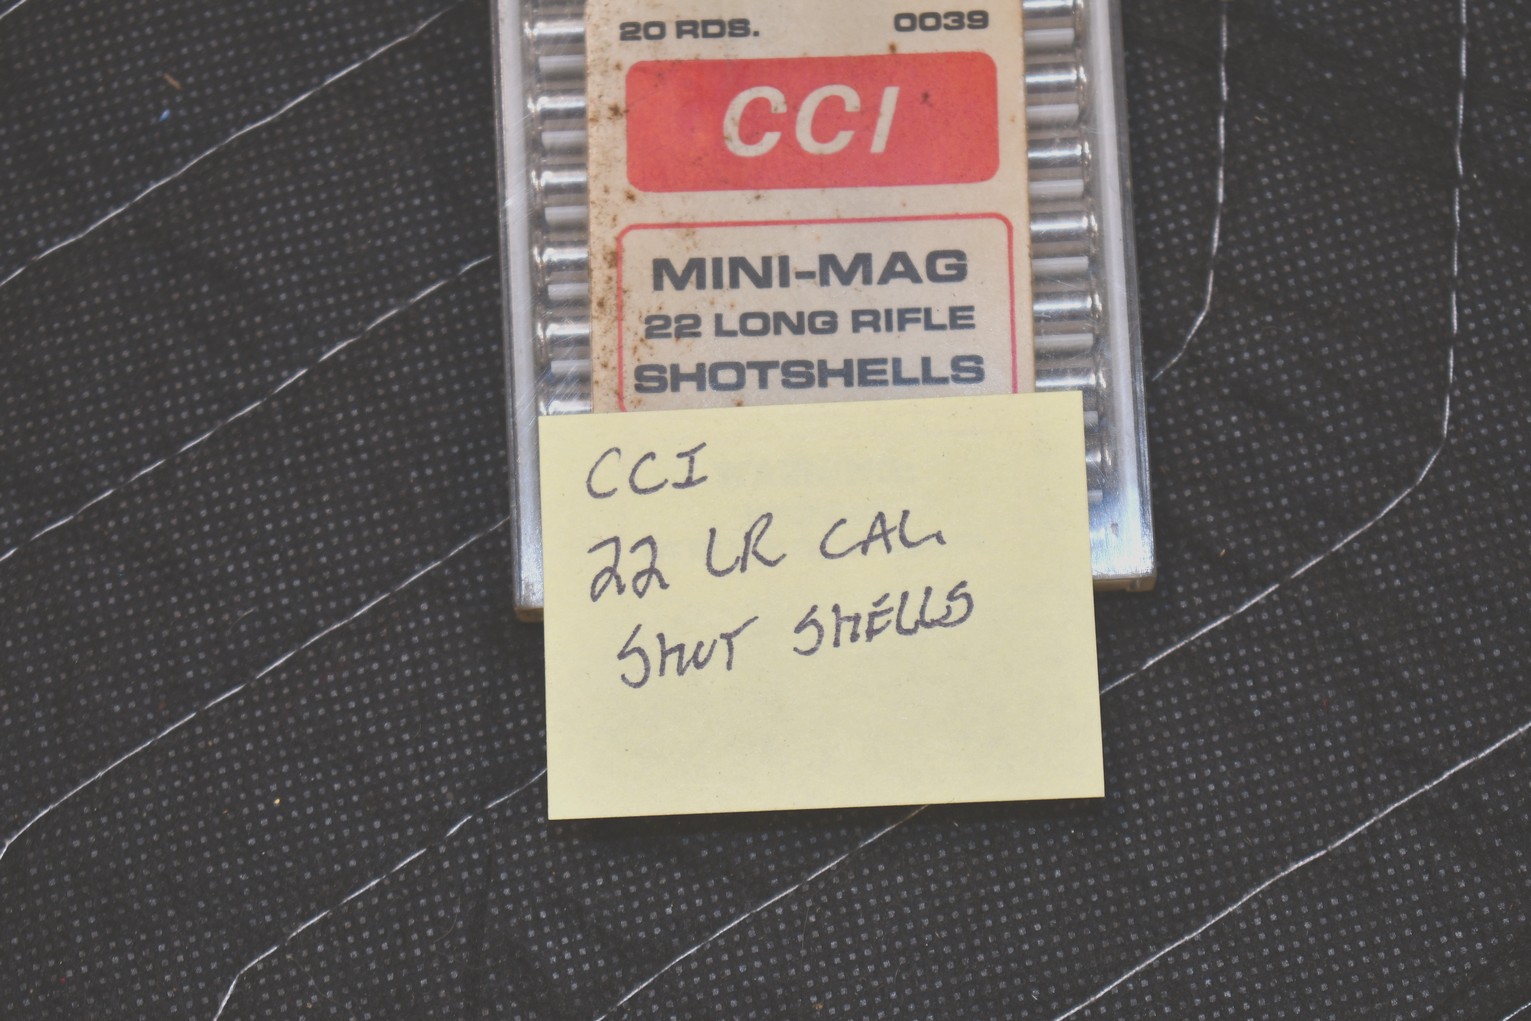 20 RDS. 0039
CCI
MINI-MAG
22 LONG RIFLE
SHOTSHELLS
CCI
22 LR CAL.
SHOT SHELLS